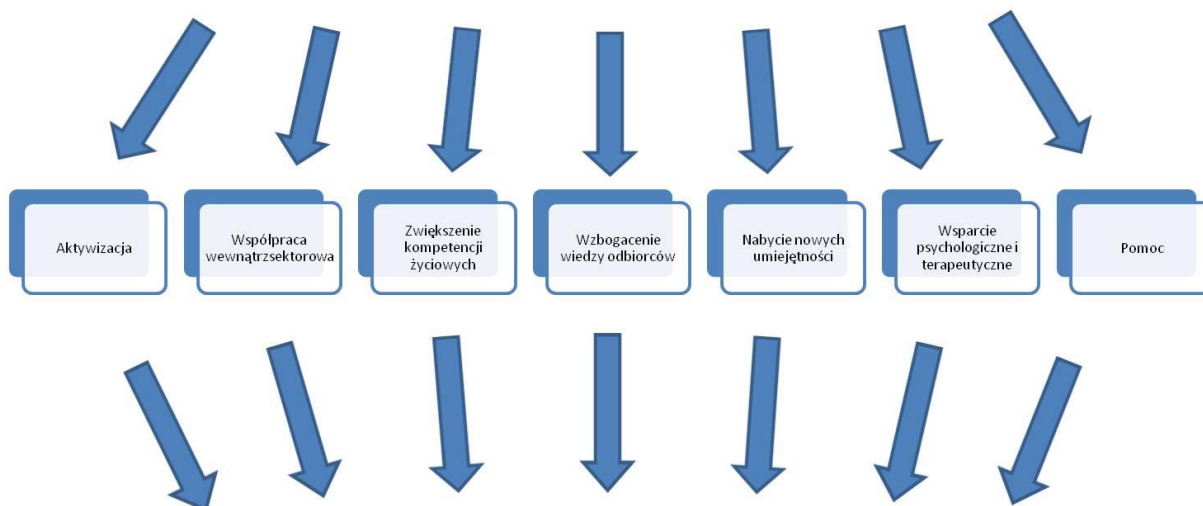 Aktywizacja
Współpraca
wewnątrzsektorowa
Zwiększenie
kompetencji
życiowych
Wzbogacenie
wiedzy odbiorców
Nabycie nowych
umiejętności
Wsparcie
psychologiczne i
terapeutyczne
Pomoc